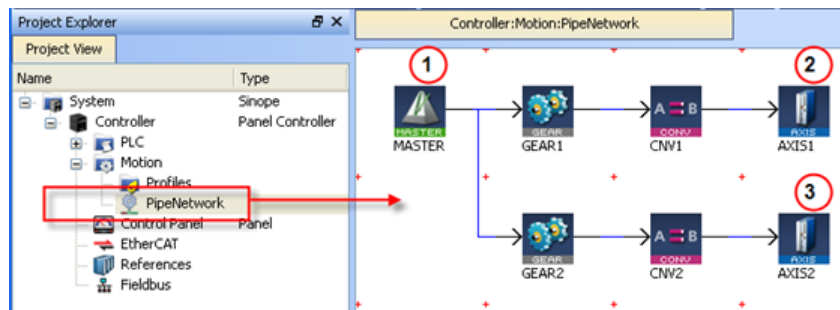 Project Explorer
Project View
Name Type
System Sinope
Controller Panel Controller
PLC
Motion
Profiles
PipeNetwork
Control Panel Panel
EtherCAT
References
Fieldbus
Controller:Motion:PipeNetwork
1 2
MASTER GEAR A B CONV AXIS
MASTER GEAR1 CNV1 AXIS1
3
GEAR A B CONV AXIS
GEAR2 CNV2 AXIS2